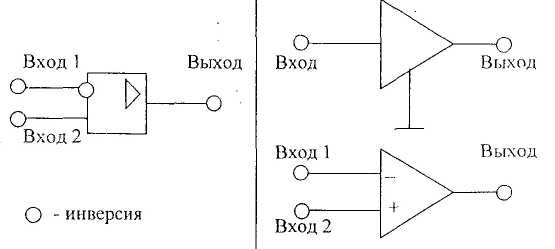 Вход 1
Выход
Вход 2
- инверсия
Вход
Выход
Вход 1
Выход
−
+
Вход 2